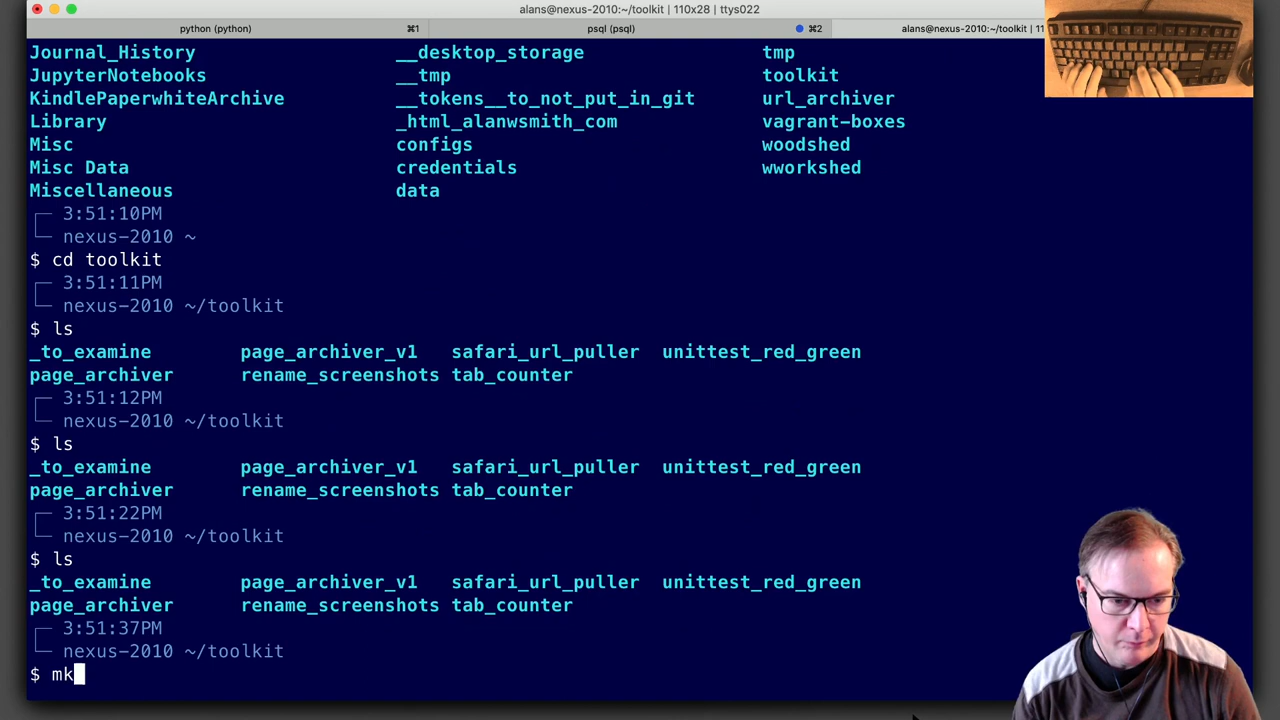 alans@nexus-2010:~/toolkit | 110x28 | ttys022
python (python) ⌘1 psql (psql) ⌘2 alans@nexus-2010:~/toolkit | 11
Journal_History __desktop_storage tmp
JupyterNotebooks __tmp toolkit
KindlePaperwhiteArchive __tokens__to_not_put_in_git url_archiver
Library _html_alanwsmith_com vagrant-boxes
Misc configs woodshed
Misc Data credentials wworkshed
Miscellaneous data
3:51:10PM
nexus-2010 ~
$ cd toolkit
3:51:11PM
nexus-2010 ~/toolkit
$ ls
_to_examine page_archiver_v1 safari_url_puller unittest_red_green
page_archiver rename_screenshots tab_counter
3:51:12PM
nexus-2010 ~/toolkit
$ ls
_to_examine page_archiver_v1 safari_url_puller unittest_red_green
page_archiver rename_screenshots tab_counter
3:51:22PM
nexus-2010 ~/toolkit
$ ls
_to_examine page_archiver_v1 safari_url_puller unittest_red_green
page_archiver rename_screenshots tab_counter
3:51:37PM
nexus-2010 ~/toolkit
$ mk